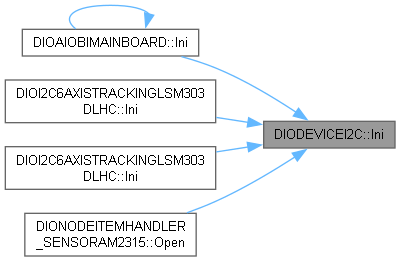 DIOAIOBIMAINBOARD::Ini
DIOI2C6AXISTRACKINGLSM303
DLHC::Ini
DIODEVICEI2C::Ini
DIOI2C6AXISTRACKINGLSM303
DLHC::Ini
DIONODEITEMHANDLER
_SENSORAM2315::Open